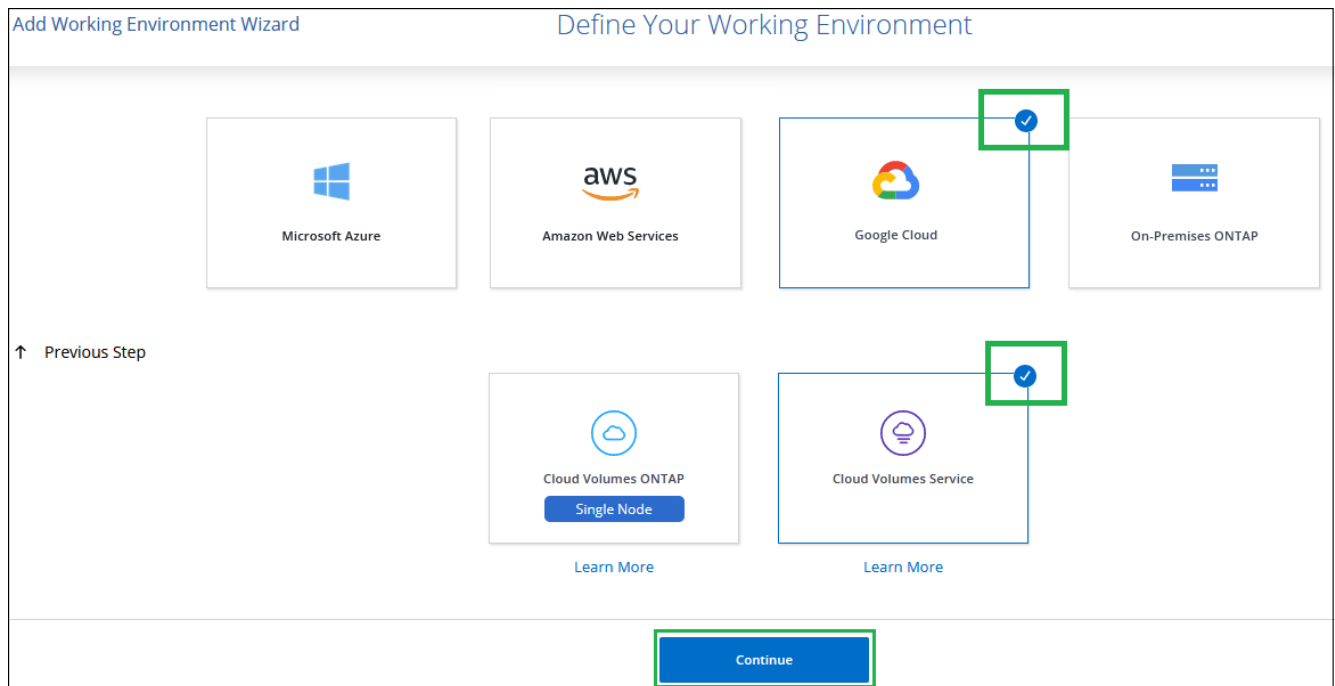 Add Working Environment Wizard
Define Your Working Environment
aws
Microsoft Azure
Amazon Web Services
Google Cloud
On-Premises ONTAP
↑ Previous Step
Cloud Volumes ONTAP
Single Node
Cloud Volumes Service
Learn More
Learn More
Continue